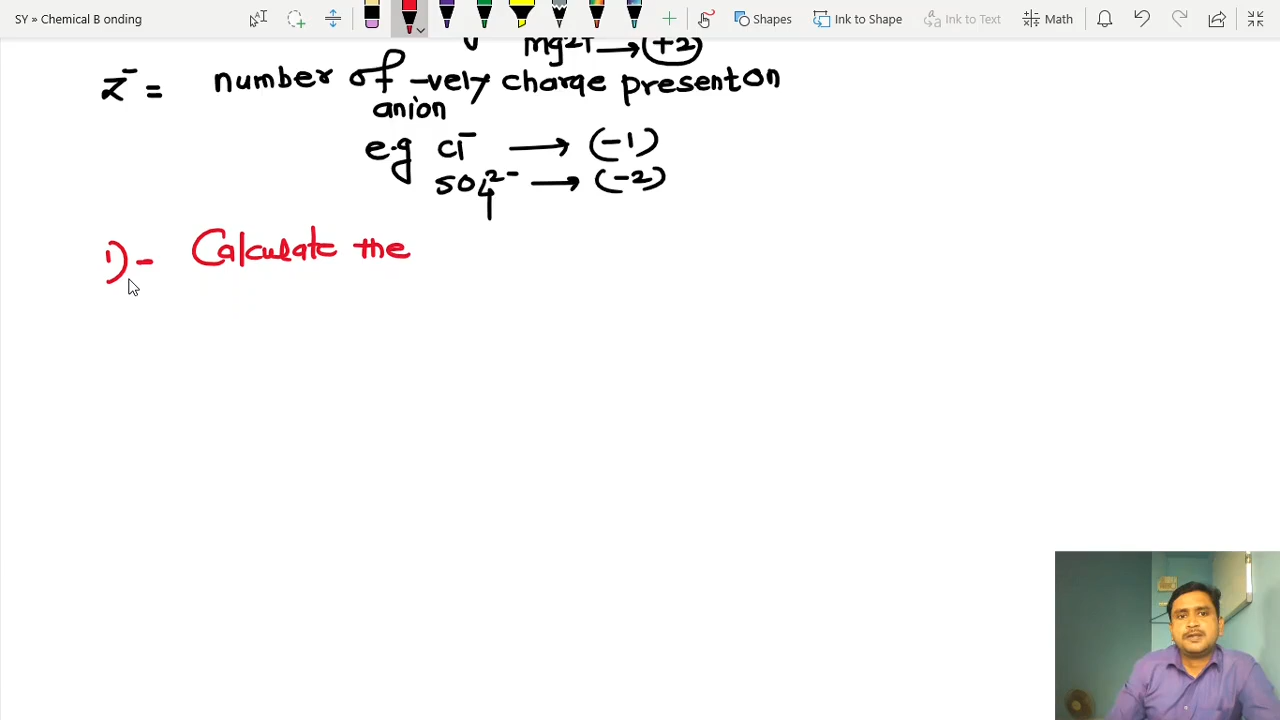 SY » Chemical B onding
Shapes
Ink to Shape
Ink to Text
Math
Mg2+ → (+2)
Z⁻ = number of -vely charge present on
anion
e.g Cl⁻ → (-1)
SO₄²⁻ → (-2)
1) - Calculate the